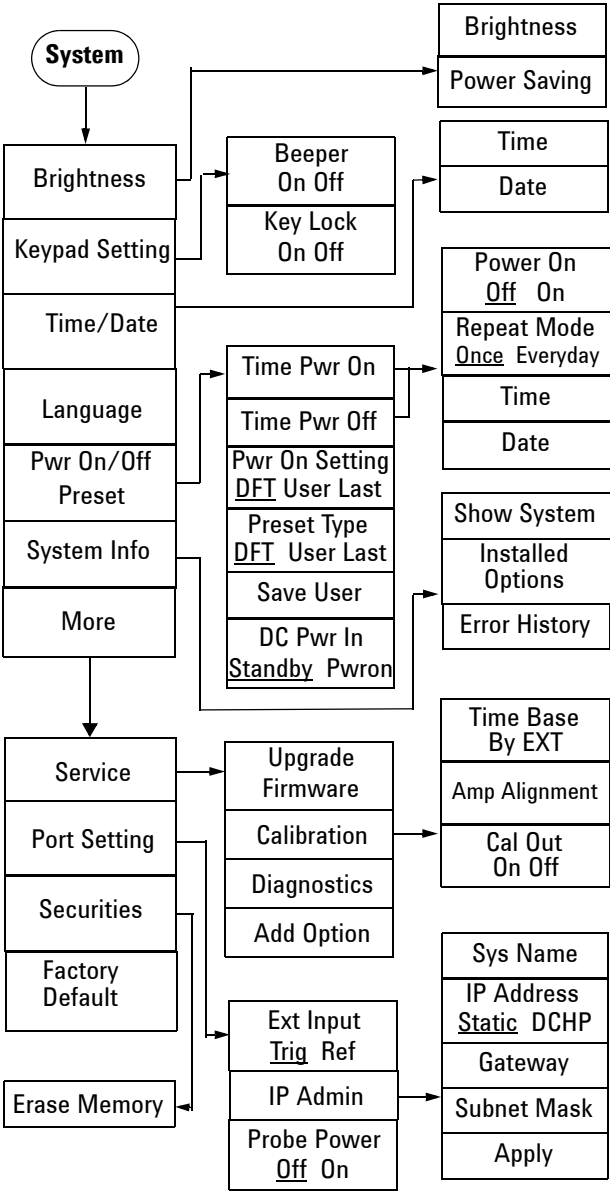 System
Brightness
Keypad Setting
Time/Date
Language
Pwr On/Off
Preset
System Info
More
Service
Port Setting
Securities
Factory
Default
Erase Memory
Beeper
On Off
Key Lock
On Off
Time Pwr On
Time Pwr Off
Pwr On Setting
DFT User Last
Preset Type
DFT User Last
Save User
DC Pwr In
Standby Pwron
Upgrade
Firmware
Calibration
Diagnostics
Add Option
Ext Input
Trig Ref
IP Admin
Probe Power
Off On
Brightness
Power Saving
Time
Date
Power On
Off On
Repeat Mode
Once Everyday
Time
Date
Show System
Installed
Options
Error History
Time Base
By EXT
Amp Alignment
Cal Out
On Off
Sys Name
IP Address
Static DCHP
Gateway
Subnet Mask
Apply